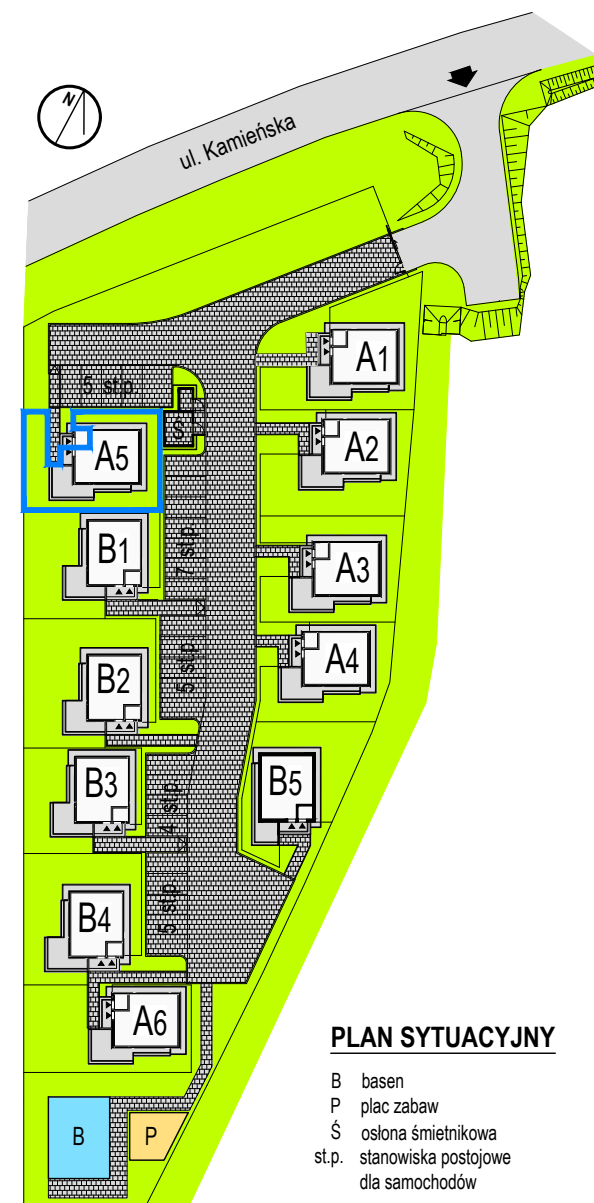 N
ul. Kamieńska
A1
5 st.p.
Ś
A2
A5
B1
7 st.p.
A3
A4
5 st.p.
B2
B3
B5
4 st.p.
5 st.p.
B4
A6
B
P
PLAN SYTUACYJNY
B basen
P plac zabaw
Ś osłona śmietnikowa
st.p. stanowiska postojowe
dla samochodów